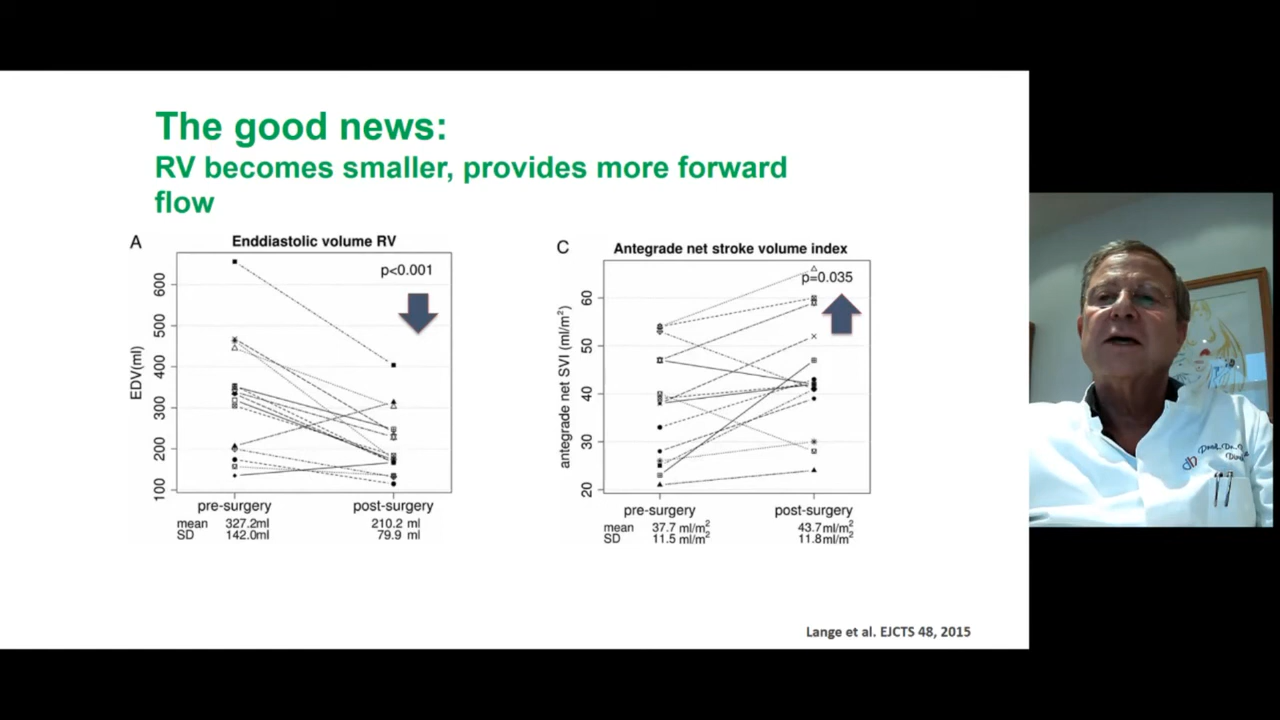 The good news:
RV becomes smaller, provides more forward
flow
A
Enddiastolic volume RV
p<0.001
EDV(ml)
600
500
400
300
200
100
pre-surgery post-surgery
mean 327.2ml 210.2 ml
SD 142.0ml 79.9 ml
C
Antegrade net stroke volume index
p=0.035
antegrade net SVI (ml/m²)
60
50
40
30
20
pre-surgery post-surgery
mean 37.7 ml/m² 43.7ml/m²
SD 11.5 ml/m² 11.8ml/m²
Lange et al. EJCTS 48, 2015